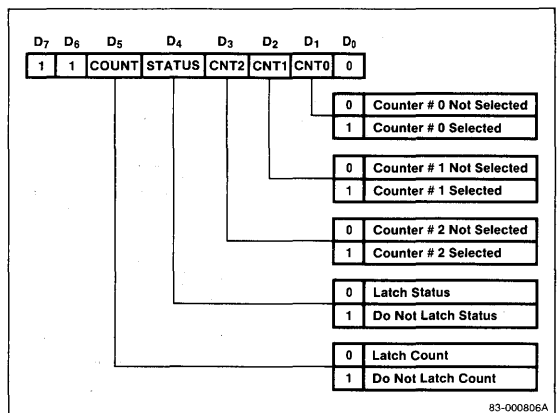 D7 D6 D5 D4 D3 D2 D1 D0
1 1 COUNT STATUS CNT2 CNT1 CNT0 0
0 Counter # 0 Not Selected
1 Counter # 0 Selected
0 Counter # 1 Not Selected
1 Counter # 1 Selected
0 Counter # 2 Not Selected
1 Counter # 2 Selected
0 Latch Status
1 Do Not Latch Status
0 Latch Count
1 Do Not Latch Count
83-000806A